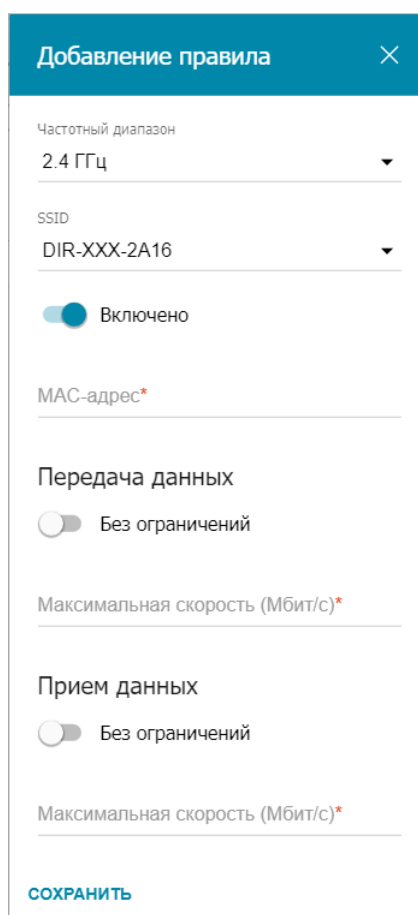 Добавление правила
Частотный диапазон
2.4 ГГц
SSID
DIR-XXX-2A16
Включено
MAC-адрес*
Передача данных
Без ограничений
Максимальная скорость (Мбит/с)*
Прием данных
Без ограничений
Максимальная скорость (Мбит/с)*
СОХРАНИТЬ